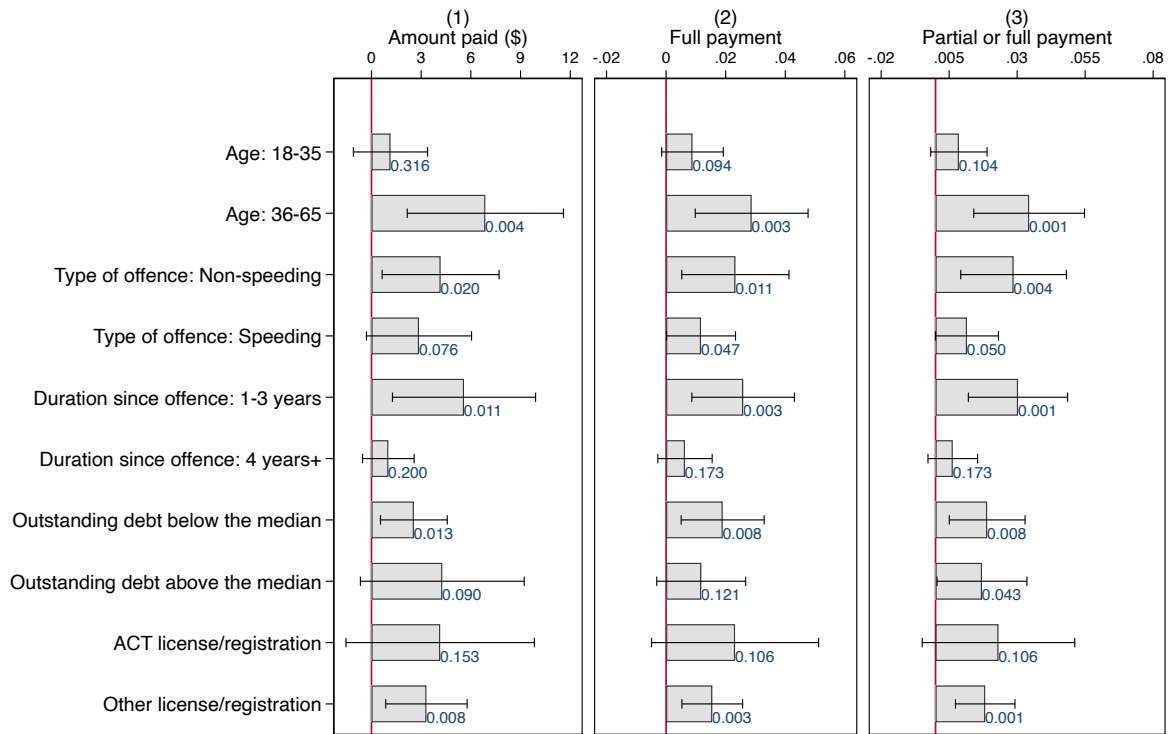 (1) (2) (3)
Amount paid ($) Full payment Partial or full payment
0 3 6 9 12 -.02 0 .02 .04 .06 -.02 .005 .03 .055 .08
Age: 18-35 0.316 0.094 0.104
Age: 36-65 0.004 0.003 0.001
Type of offence: Non-speeding 0.020 0.011 0.004
Type of offence: Speeding 0.076 0.047 0.050
Duration since offence: 1-3 years 0.011 0.003 0.001
Duration since offence: 4 years+ 0.200 0.173 0.173
Outstanding debt below the median 0.013 0.008 0.008
Outstanding debt above the median 0.090 0.121 0.043
ACT license/registration 0.153 0.106 0.106
Other license/registration 0.008 0.003 0.001